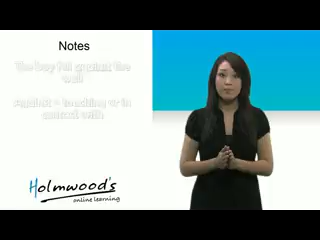 Notes
The boy fell against the
wall
Against = touching or in
contact with
Holmwood's
online learning